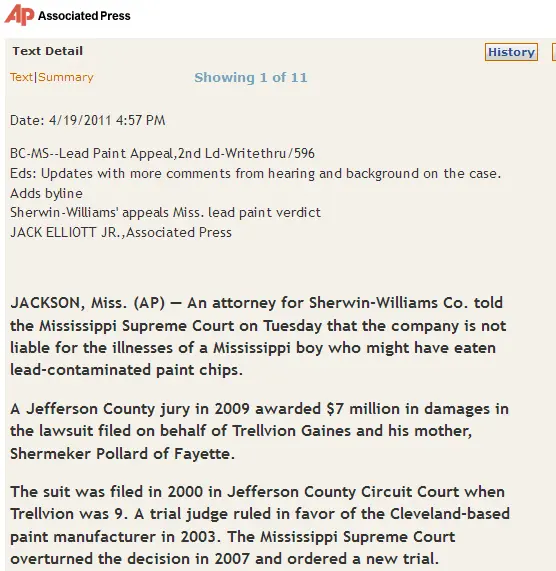 AP Associated Press
Text Detail
History
Text|Summary
Showing 1 of 11
Date: 4/19/2011 4:57 PM
BC-MS--Lead Paint Appeal,2nd Ld-Writethru/596
Eds: Updates with more comments from hearing and background on the case.
Adds byline
Sherwin-Williams' appeals Miss. lead paint verdict
JACK ELLIOTT JR.,Associated Press
JACKSON, Miss. (AP) — An attorney for Sherwin-Williams Co. told
the Mississippi Supreme Court on Tuesday that the company is not
liable for the illnesses of a Mississippi boy who might have eaten
lead-contaminated paint chips.
A Jefferson County jury in 2009 awarded $7 million in damages in
the lawsuit filed on behalf of Trellvion Gaines and his mother,
Shermeker Pollard of Fayette.
The suit was filed in 2000 in Jefferson County Circuit Court when
Trellvion was 9. A trial judge ruled in favor of the Cleveland-based
paint manufacturer in 2003. The Mississippi Supreme Court
overturned the decision in 2007 and ordered a new trial.